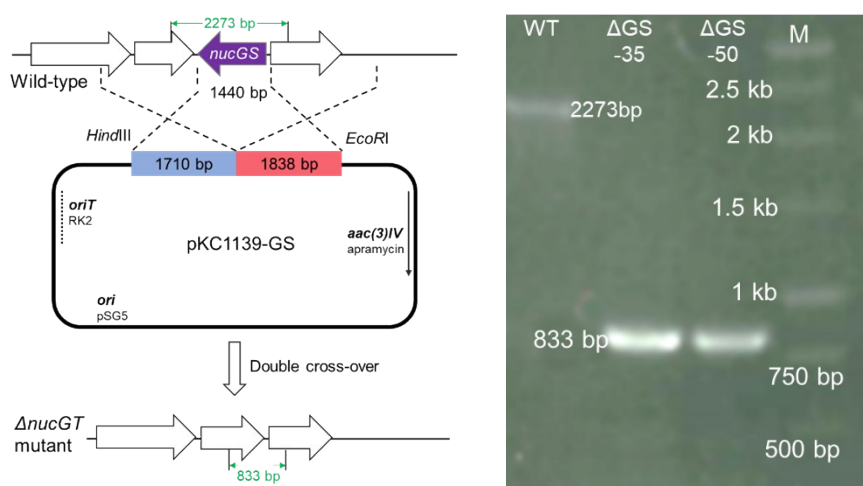 2273 bp
nucGS
Wild-type
1440 bp
HindIII
EcoRI
1710 bp
1838 bp
oriT
RK2
aac(3)IV
apramycin
pKC1139-GS
ori
pSG5
Double cross-over
ΔnucGT
mutant
833 bp
WT
ΔGS
-35
ΔGS
-50
M
2.5 kb
2273bp
2 kb
1.5 kb
1 kb
833 bp
750 bp
500 bp